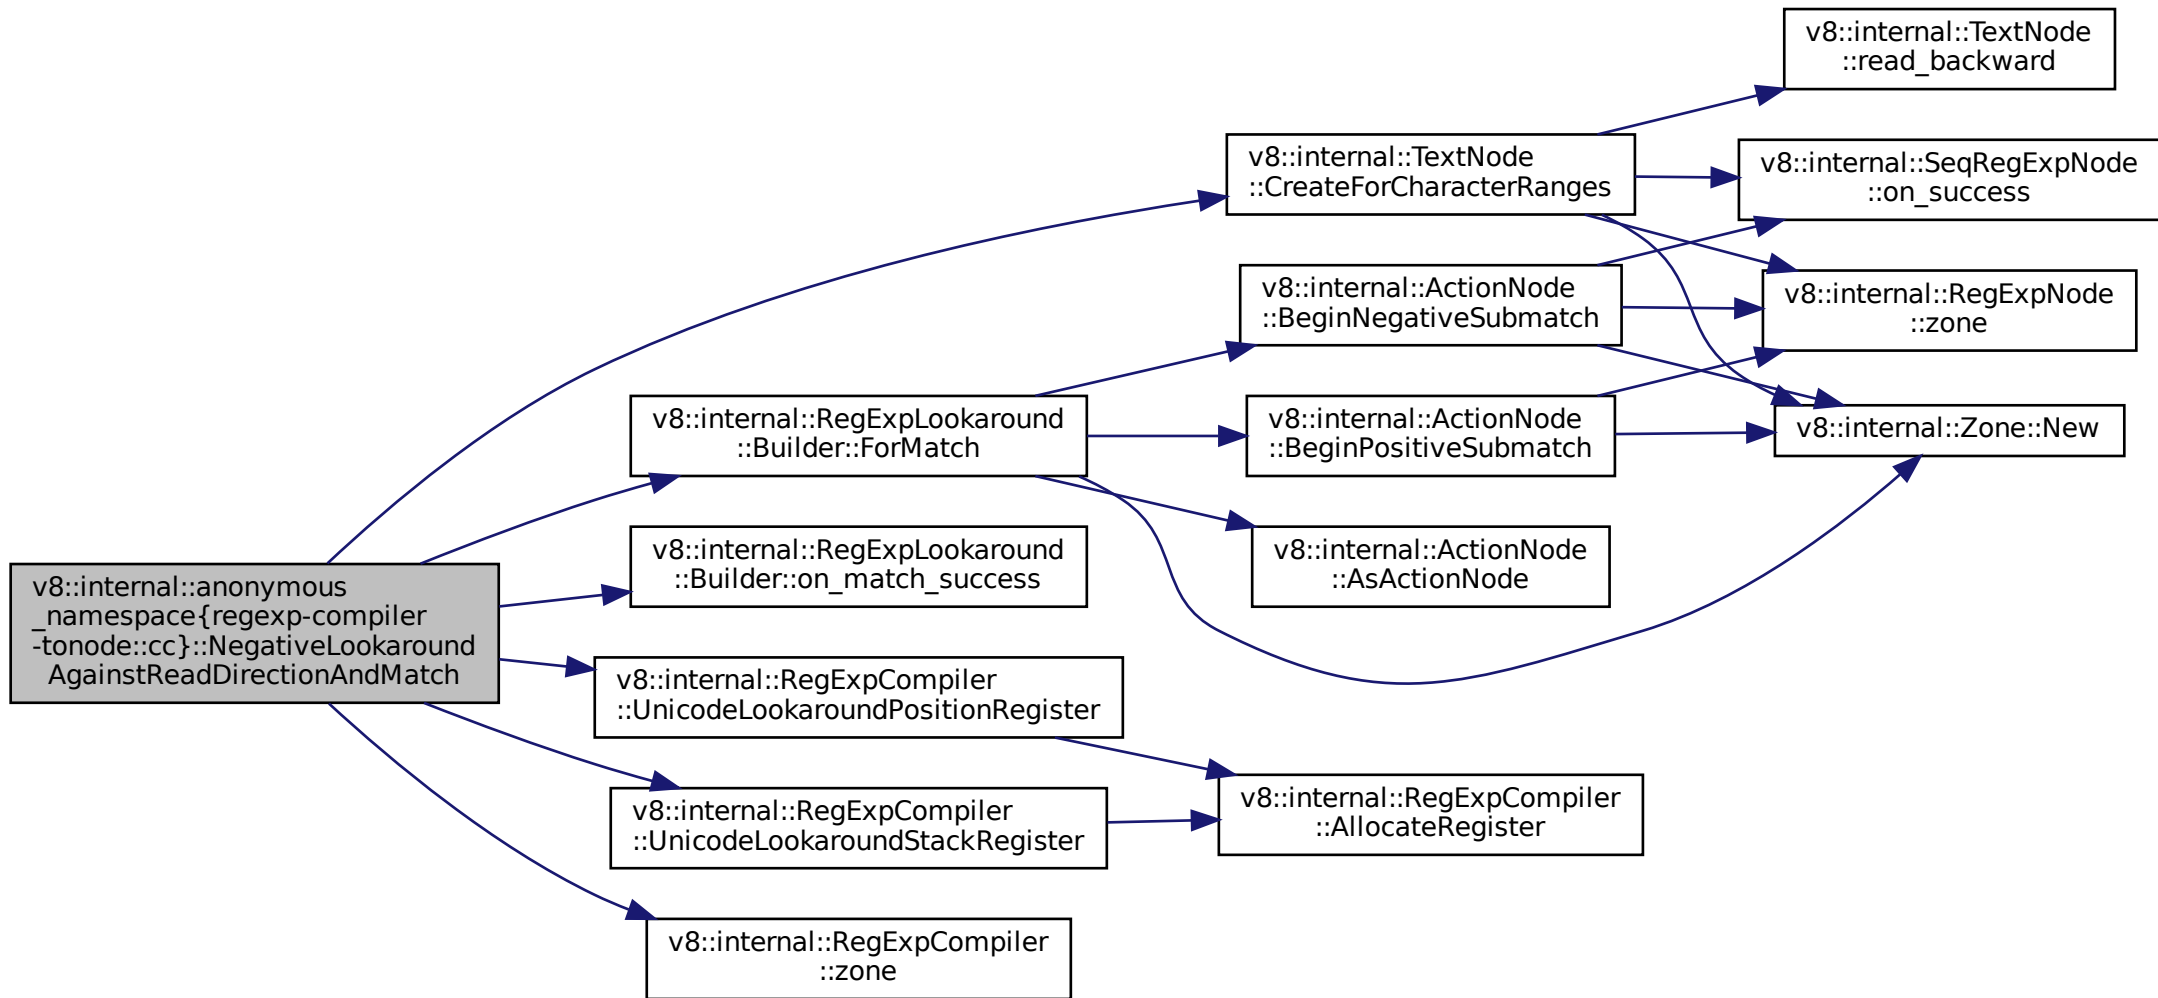 v8::internal::TextNode
::read_backward
v8::internal::TextNode
::CreateForCharacterRanges
v8::internal::SeqRegExpNode
::on_success
v8::internal::ActionNode
::BeginNegativeSubmatch
v8::internal::RegExpNode
::zone
v8::internal::RegExpLookaround
::Builder::ForMatch
v8::internal::ActionNode
::BeginPositiveSubmatch
v8::internal::Zone::New
v8::internal::RegExpLookaround
::Builder::on_match_success
v8::internal::ActionNode
::AsActionNode
v8::internal::anonymous
_namespace{regexp-compiler
-tonode::cc}::NegativeLookaround
AgainstReadDirectionAndMatch
v8::internal::RegExpCompiler
::UnicodeLookaroundPositionRegister
v8::internal::RegExpCompiler
::UnicodeLookaroundStackRegister
v8::internal::RegExpCompiler
::AllocateRegister
v8::internal::RegExpCompiler
::zone